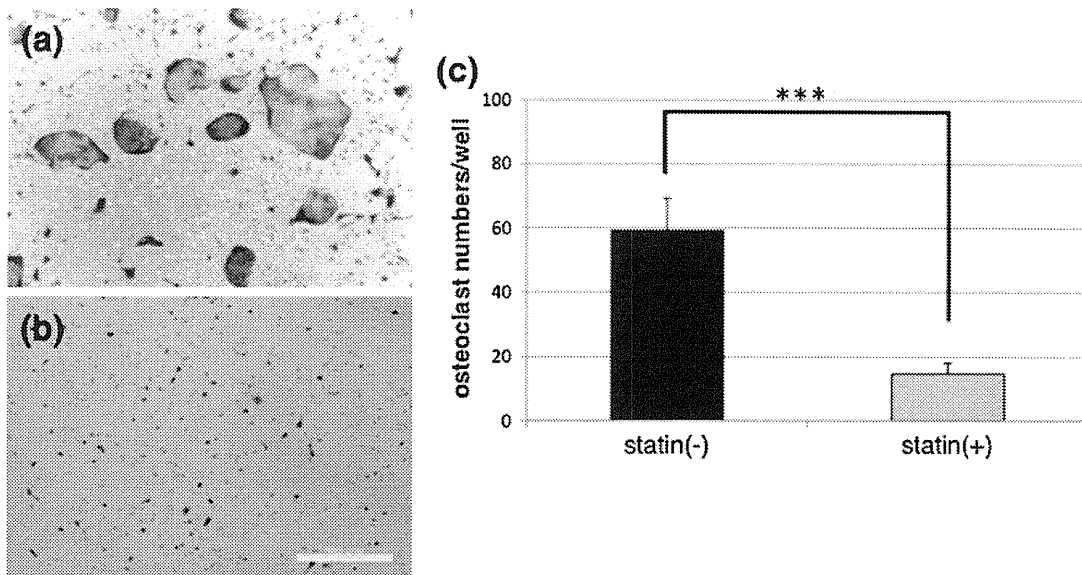 (a)
(b)
(c)
***
osteoclast numbers/well
100
80
60
40
20
0
statin(-)
statin(+)